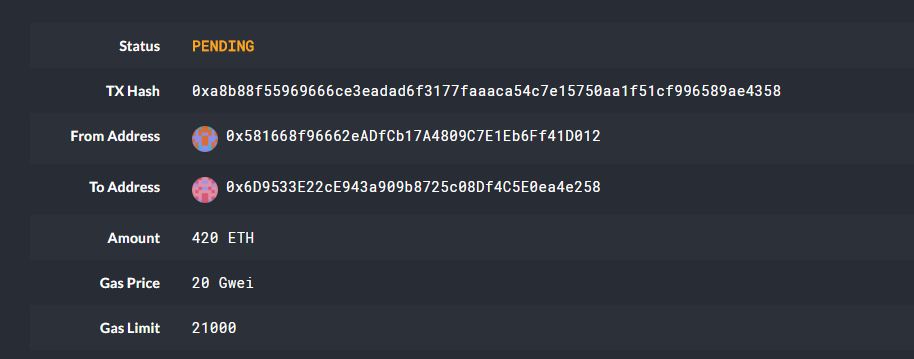 Status PENDING
TX Hash 0xa8b88f55969666ce3eadad6f3177faaaca54c7e15750aa1f51cf996589ae4358
From Address 0x581668f96662eADfCb17A4809C7E1Eb6Ff41D012
To Address 0x6D9533E22cE943a909b8725c08Df4C5E0ea4e258
Amount 420 ETH
Gas Price 20 Gwei
Gas Limit 21000